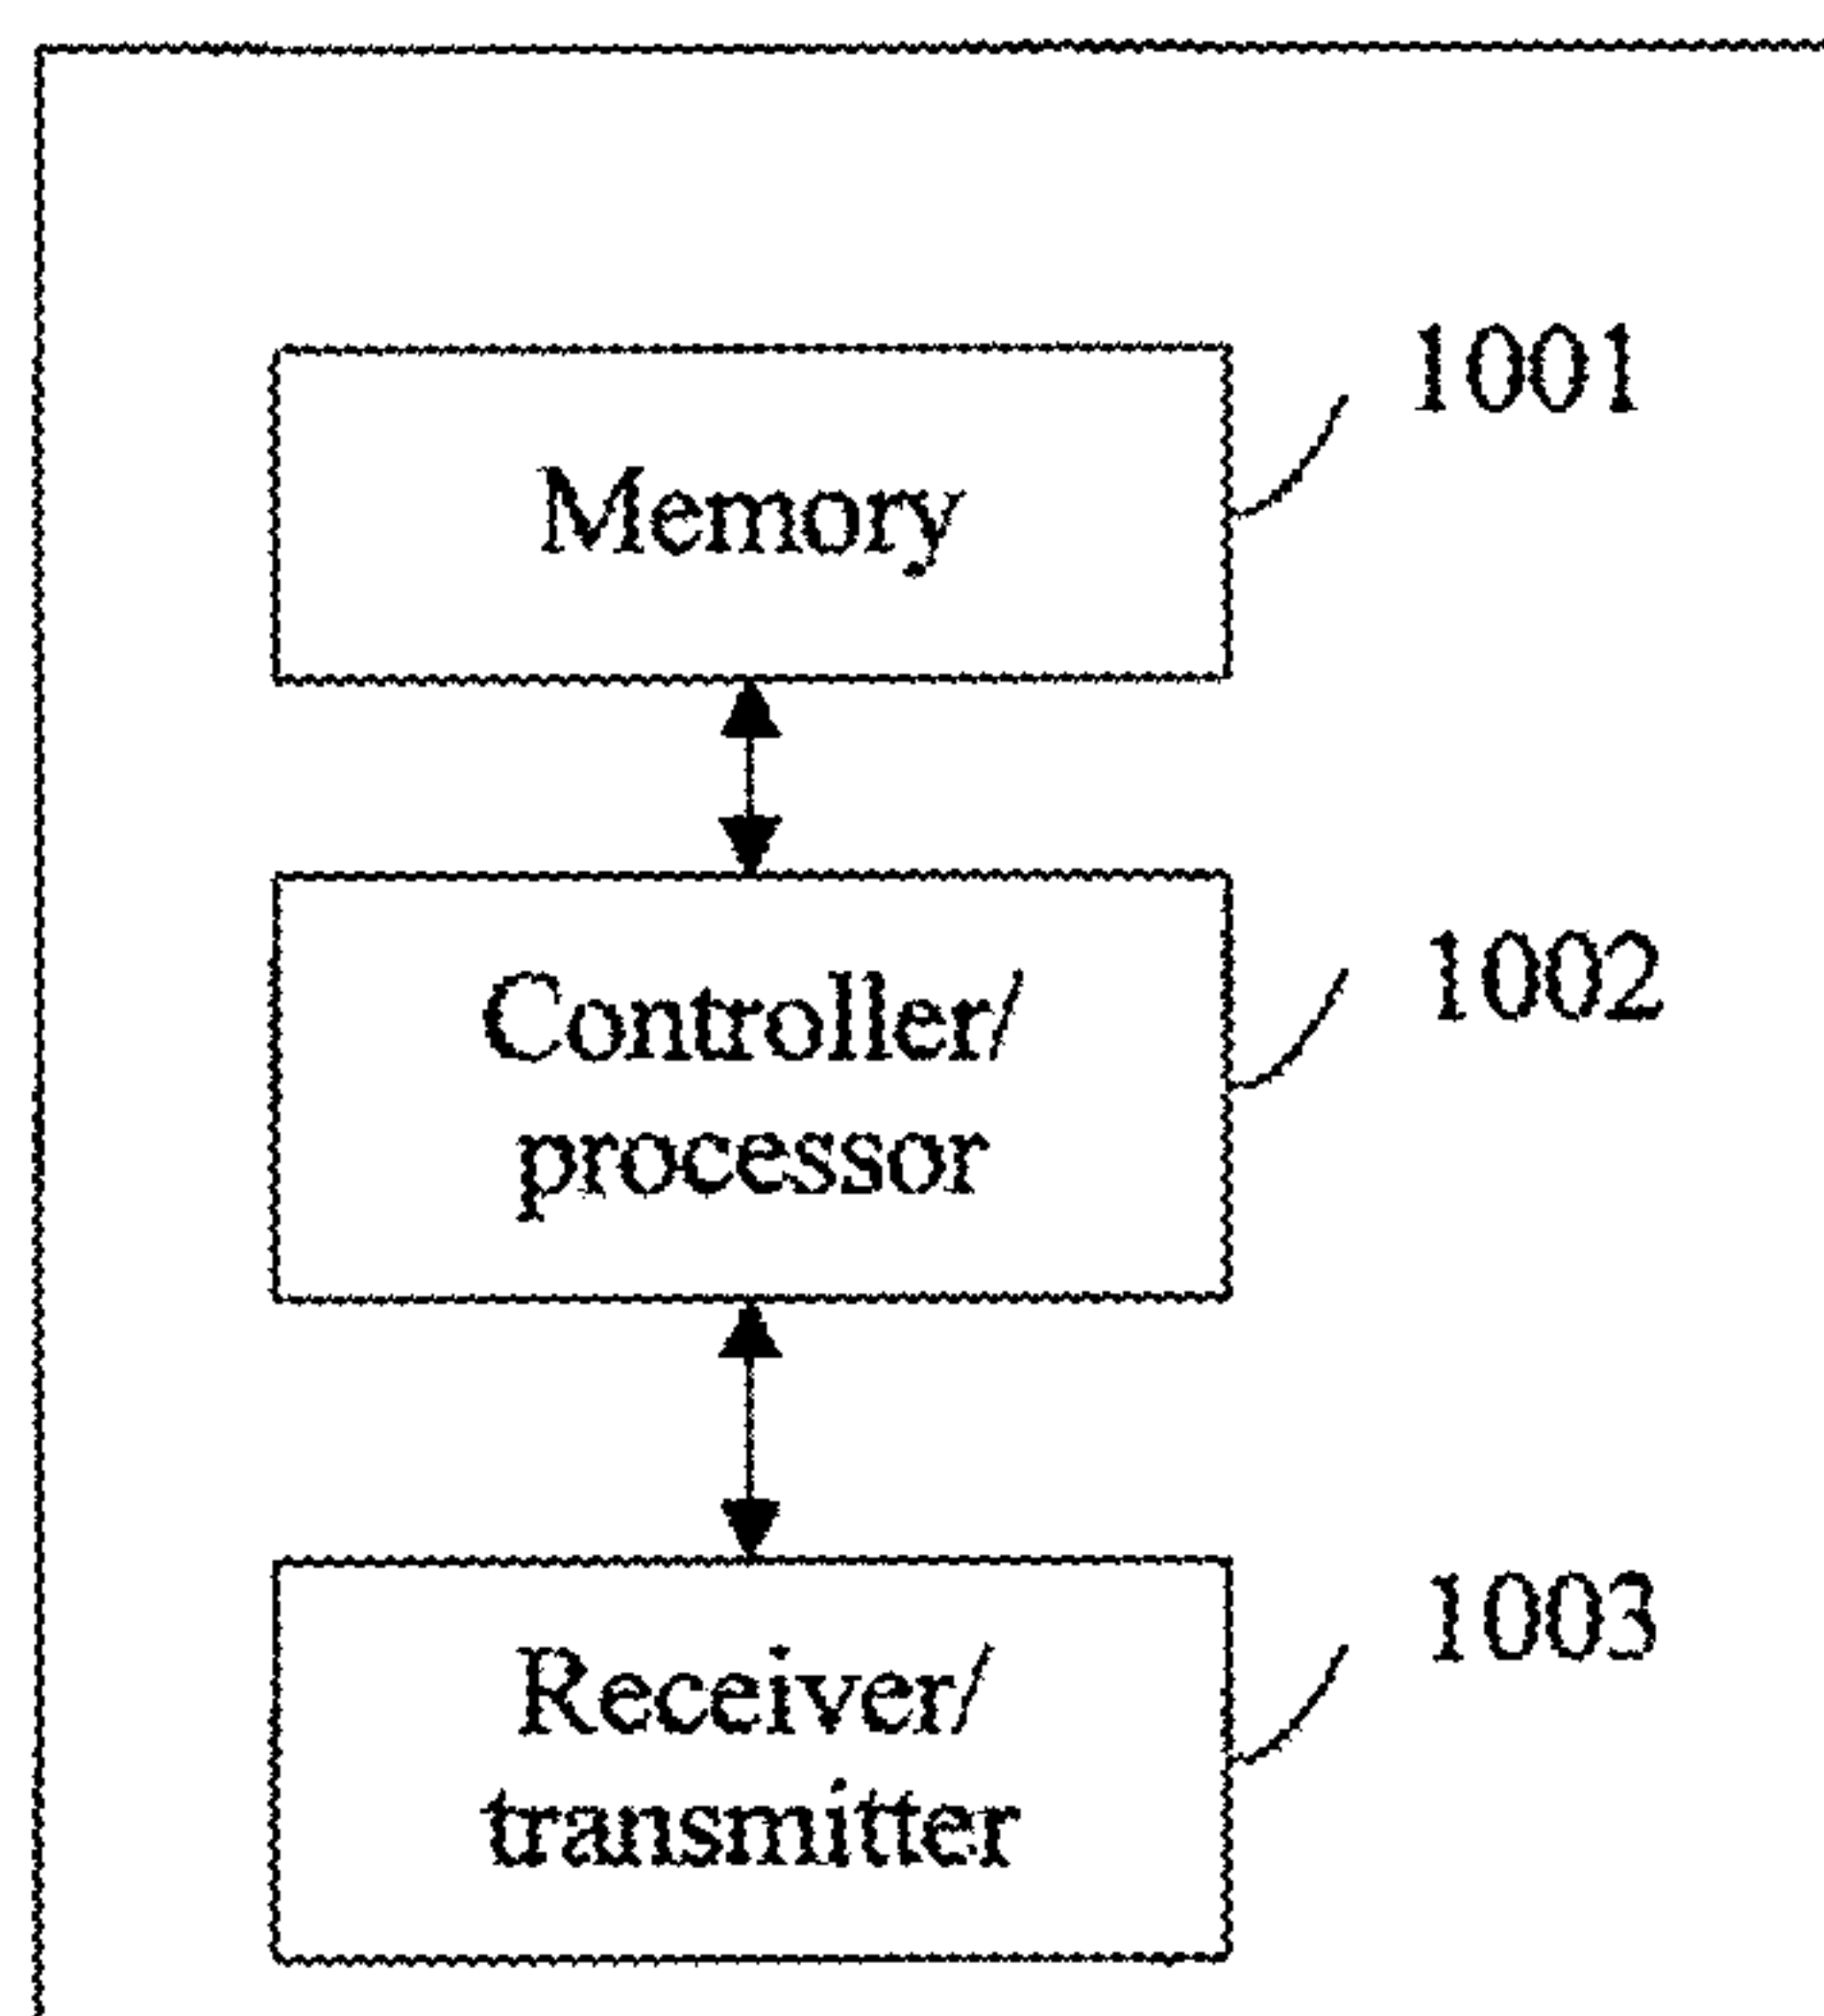 1001
Memory
1002
Controller/
processor
1003
Receiver/
transmitter